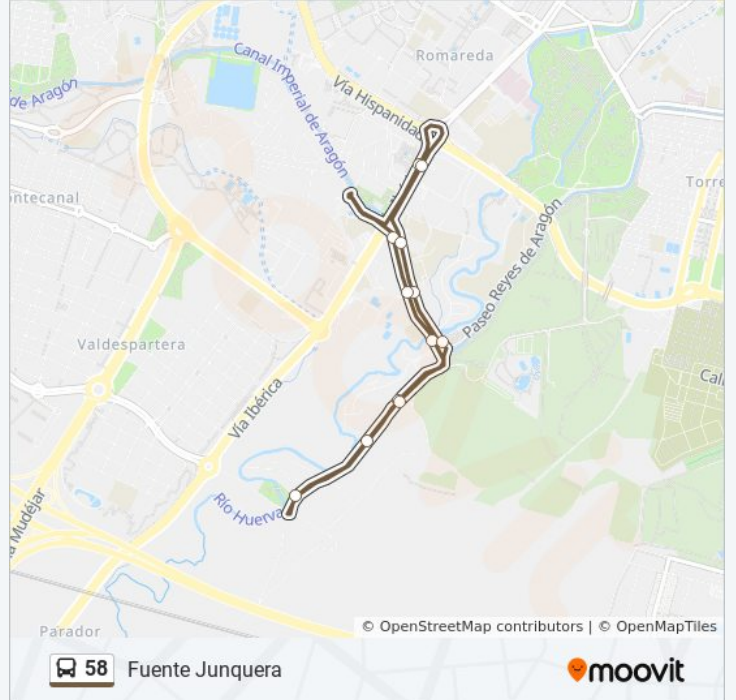 Romareda
Canal Imperial de Aragón
de Aragón
Vía Hispanidad
Torre
ontecanal
Paseo Reyes de Aragón
Valdespartera
Cal
Vía Ibérica
Río Huerva
a Mudéjar
© OpenStreetMap contributors | © OpenMapTiles
Parador
58 Fuente Junquera
moovit